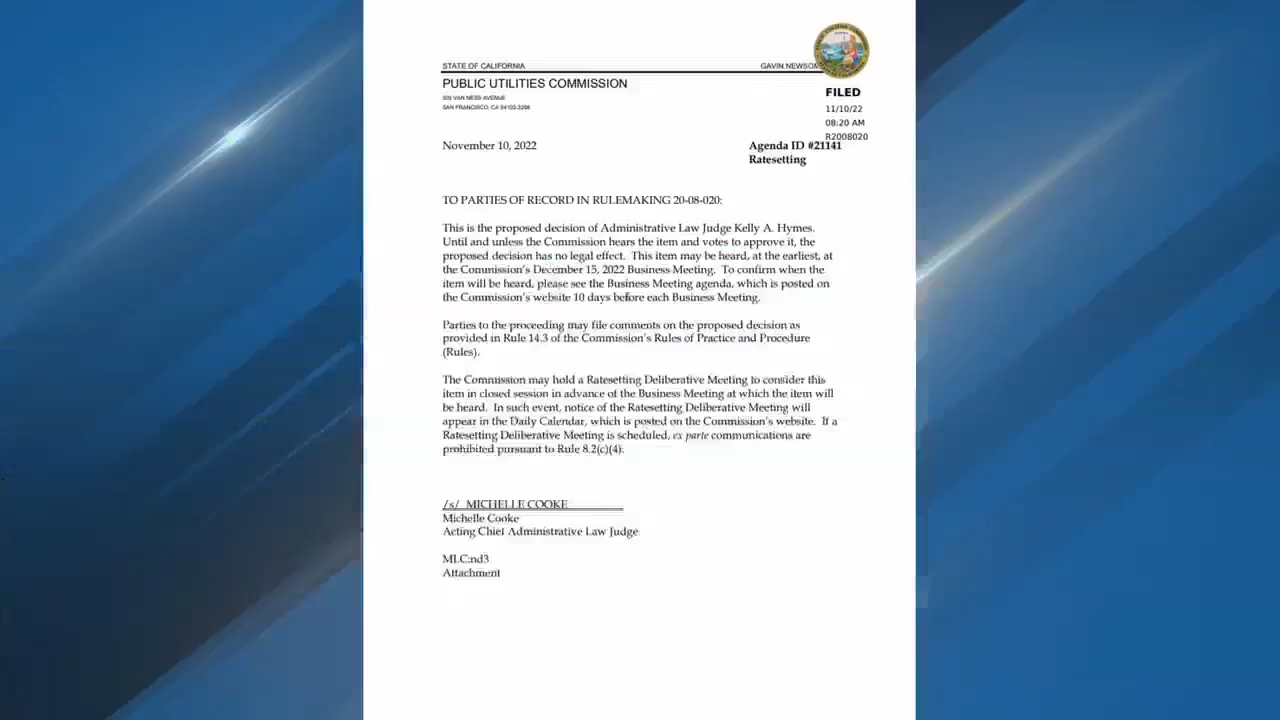 STATE OF CALIFORNIA
GAVIN NEWSOM
PUBLIC UTILITIES COMMISSION
505 VAN NESS AVENUE
SAN FRANCISCO, CA 94102-3298
FILED
11/10/22
08:20 AM
R2008020
November 10, 2022
Agenda ID #21141
Ratesetting
TO PARTIES OF RECORD IN RULEMAKING 20-08-020:
This is the proposed decision of Administrative Law Judge Kelly A. Hymes.
Until and unless the Commission hears the item and votes to approve it, the
proposed decision has no legal effect. This item may be heard, at the earliest, at
the Commission's December 15, 2022 Business Meeting. To confirm when the
item will be heard, please see the Business Meeting agenda, which is posted on
the Commission's website 10 days before each Business Meeting.
Parties to the proceeding may file comments on the proposed decision as
provided in Rule 14.3 of the Commission's Rules of Practice and Procedure
(Rules).
The Commission may hold a Ratesetting Deliberative Meeting to consider this
item in closed session in advance of the Business Meeting at which the item will
be heard. In such event, notice of the Ratesetting Deliberative Meeting will
appear in the Daily Calendar, which is posted on the Commission's website. If a
Ratesetting Deliberative Meeting is scheduled, ex parte communications are
prohibited pursuant to Rule 8.2(c)(4).
/s/ MICHELLE COOKE
Michelle Cooke
Acting Chief Administrative Law Judge
MLC:nd3
Attachment